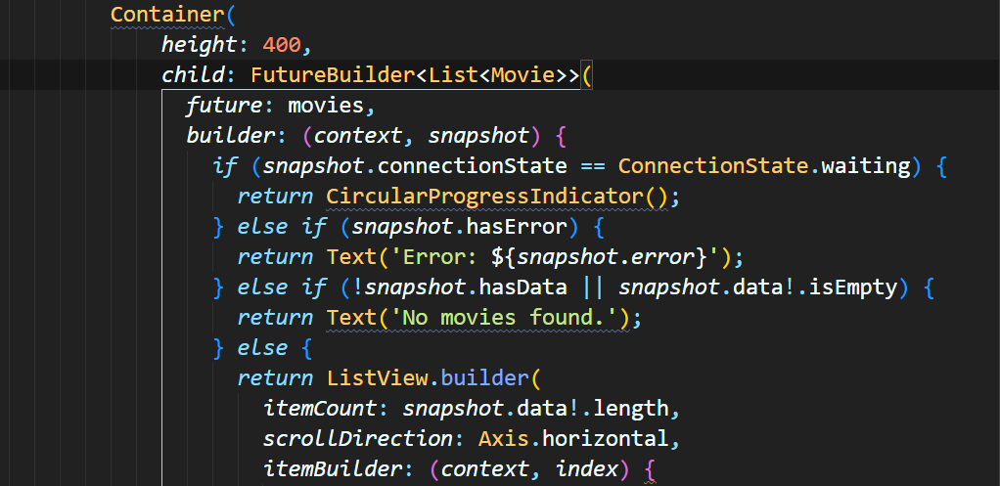 Container(
height: 400,
child: FutureBuilder<List<Movie>>(
future: movies,
builder: (context, snapshot) {
if (snapshot.connectionState == ConnectionState.waiting) {
return CircularProgressIndicator();
} else if (snapshot.hasError) {
return Text('Error: ${snapshot.error}');
} else if (!snapshot.hasData || snapshot.data!.isEmpty) {
return Text('No movies found.');
} else {
return ListView.builder(
itemCount: snapshot.data!.length,
scrollDirection: Axis.horizontal,
itemBuilder: (context, index) {